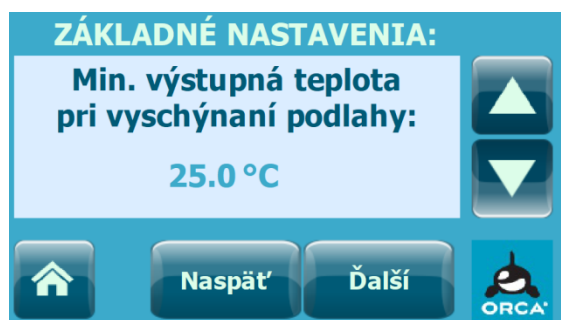 ZÁKLADNÉ NASTAVENIA:
Min. výstupná teplota
pri vyschýnaní podlahy:
25.0 °C
Naspäť
Ďalší
ORCA